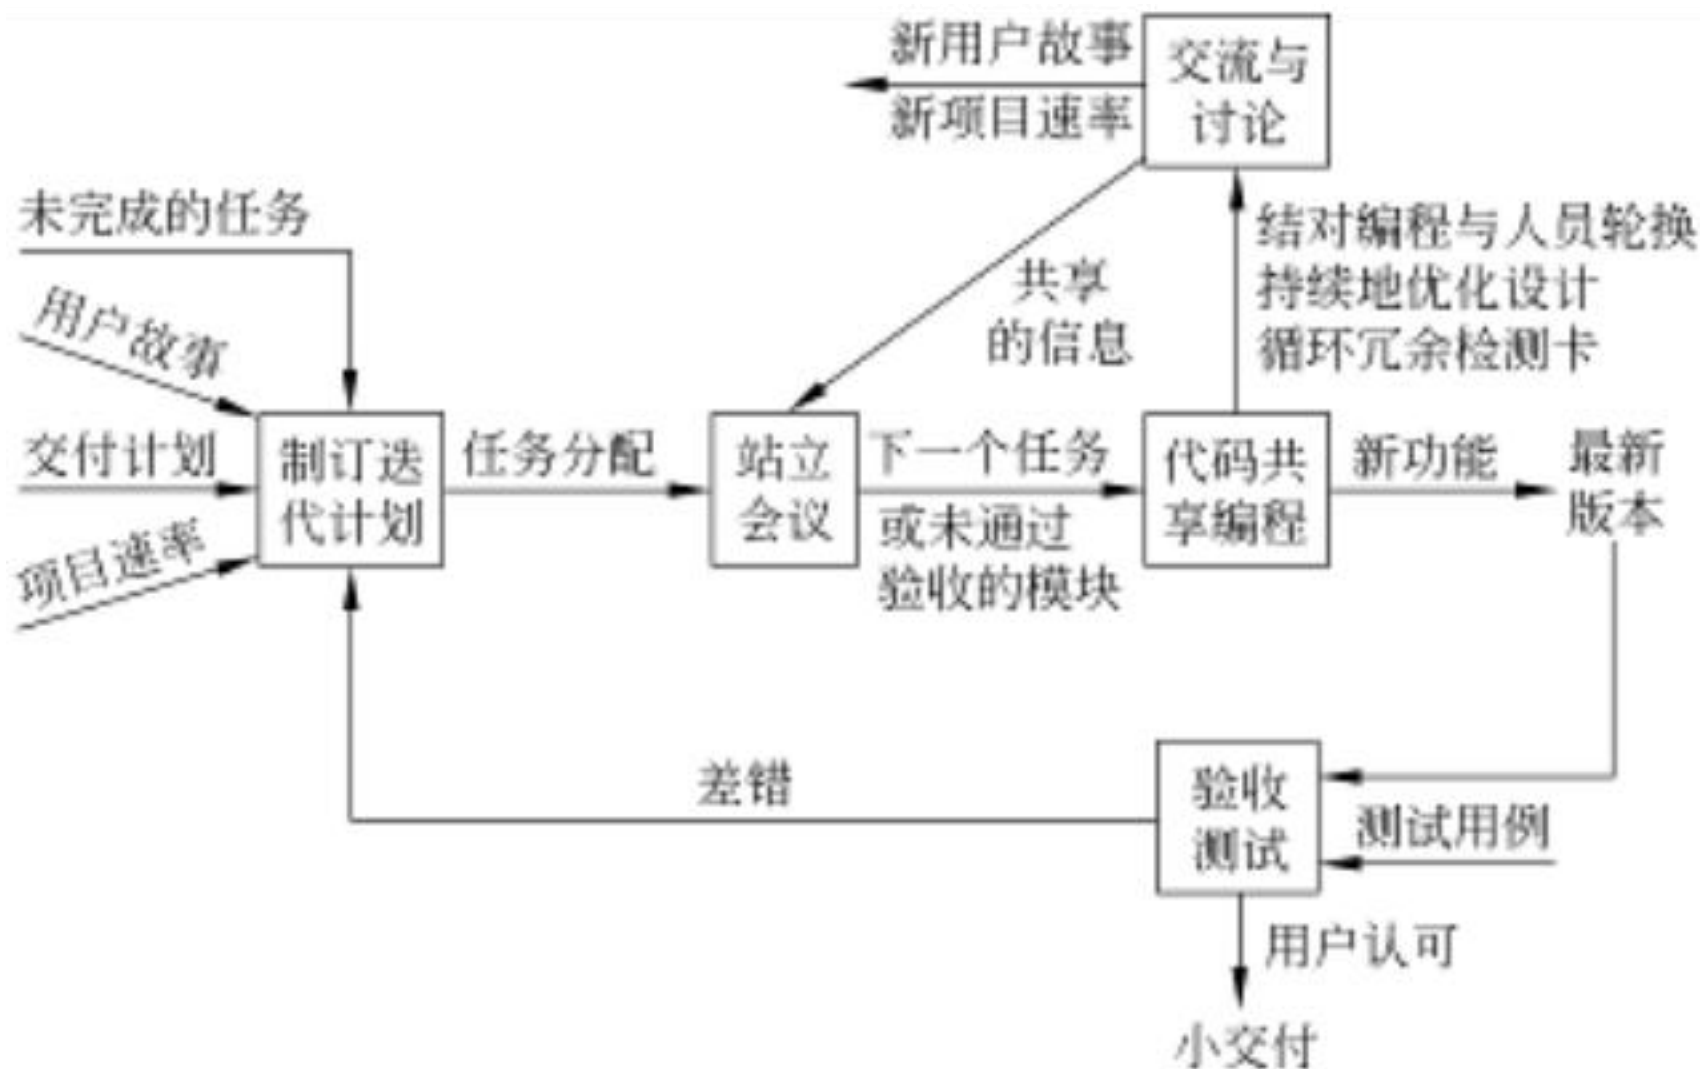 新用户故事
新项目速率
交流与
讨论
未完成的任务
用户故事
交付计划
项目速率
共享
的信息
结对编程与人员轮换
持续地优化设计
循环冗余检测卡
制订迭
代计划
任务分配
站立
会议
下一个任务
或未通过
验收的模块
代码共
享编程
新功能
最新
版本
差错
验收
测试
测试用例
用户认可
小交付